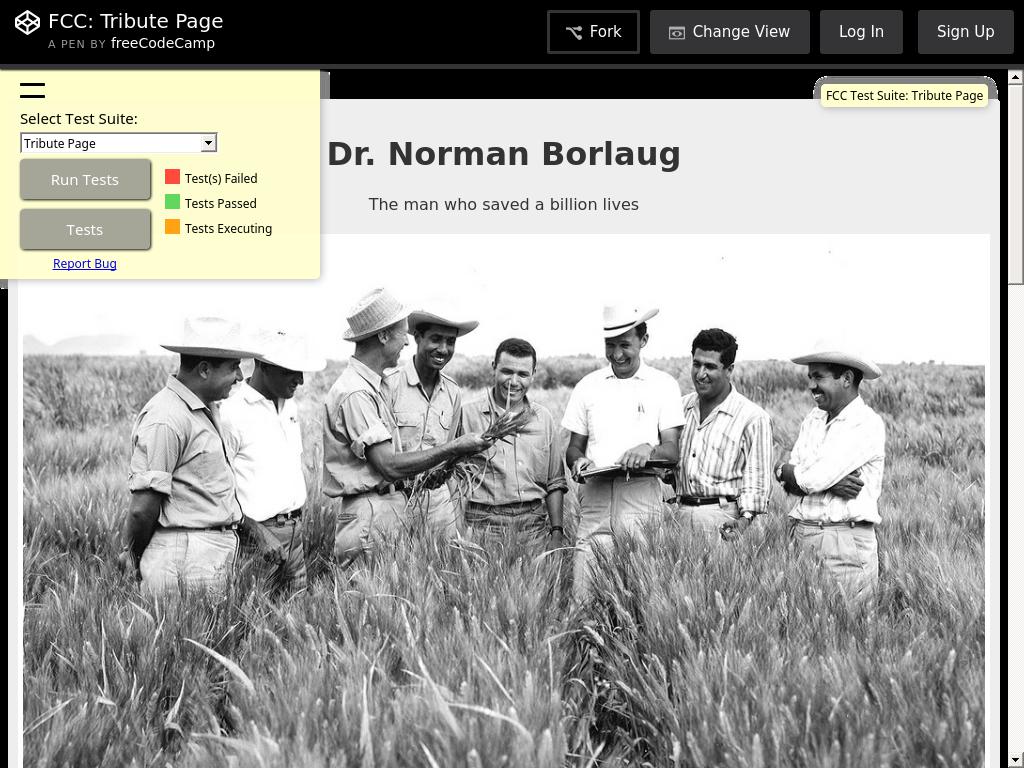 FCC: Tribute Page
A PEN BY freeCodeCamp
Fork
Change View
Log In
Sign Up
Select Test Suite:
Tribute Page
Run Tests
Tests
Report Bug
Test(s) Failed
Tests Passed
Tests Executing
FCC Test Suite: Tribute Page
Dr. Norman Borlaug
The man who saved a billion lives